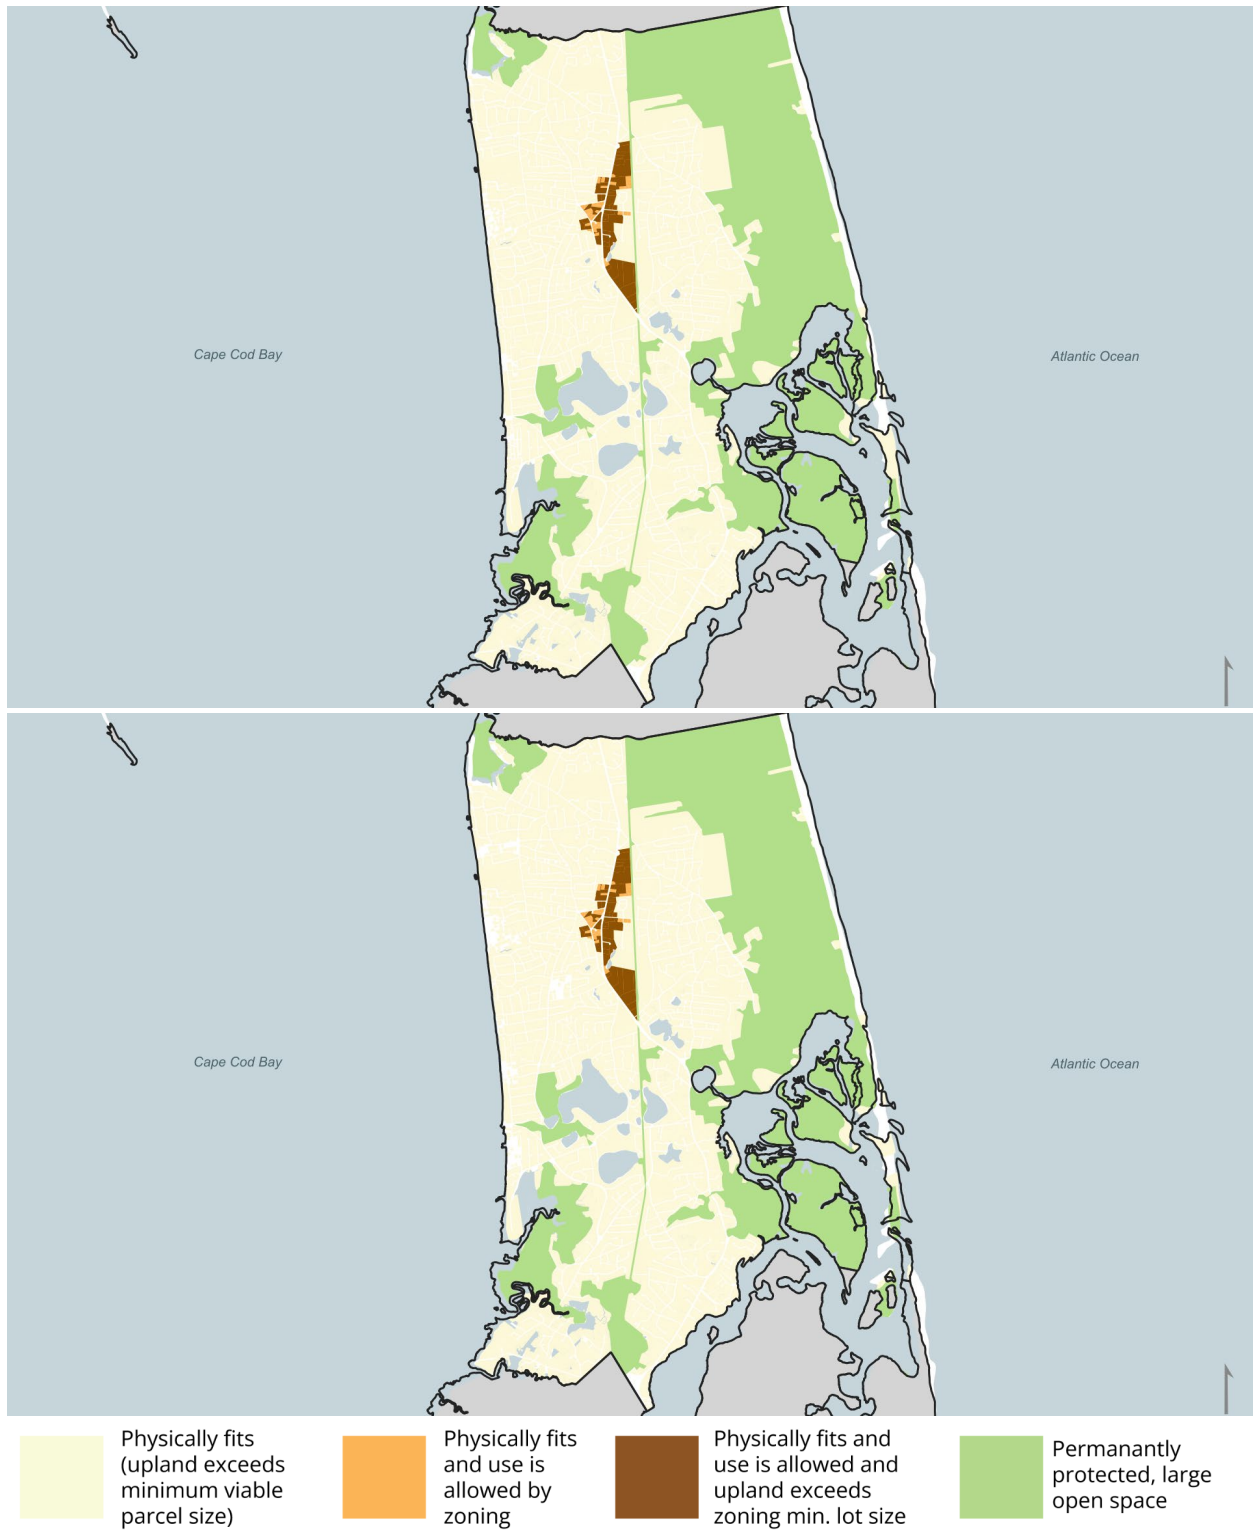 Cape Cod Bay
Atlantic Ocean
Cape Cod Bay
Atlantic Ocean
Physically fits
(upland exceeds
minimum viable
parcel size)
Physically fits
and use is
allowed by
zoning
Physically fits and
use is allowed and
upland exceeds
zoning min. lot size
Permanantly
protected, large
open space